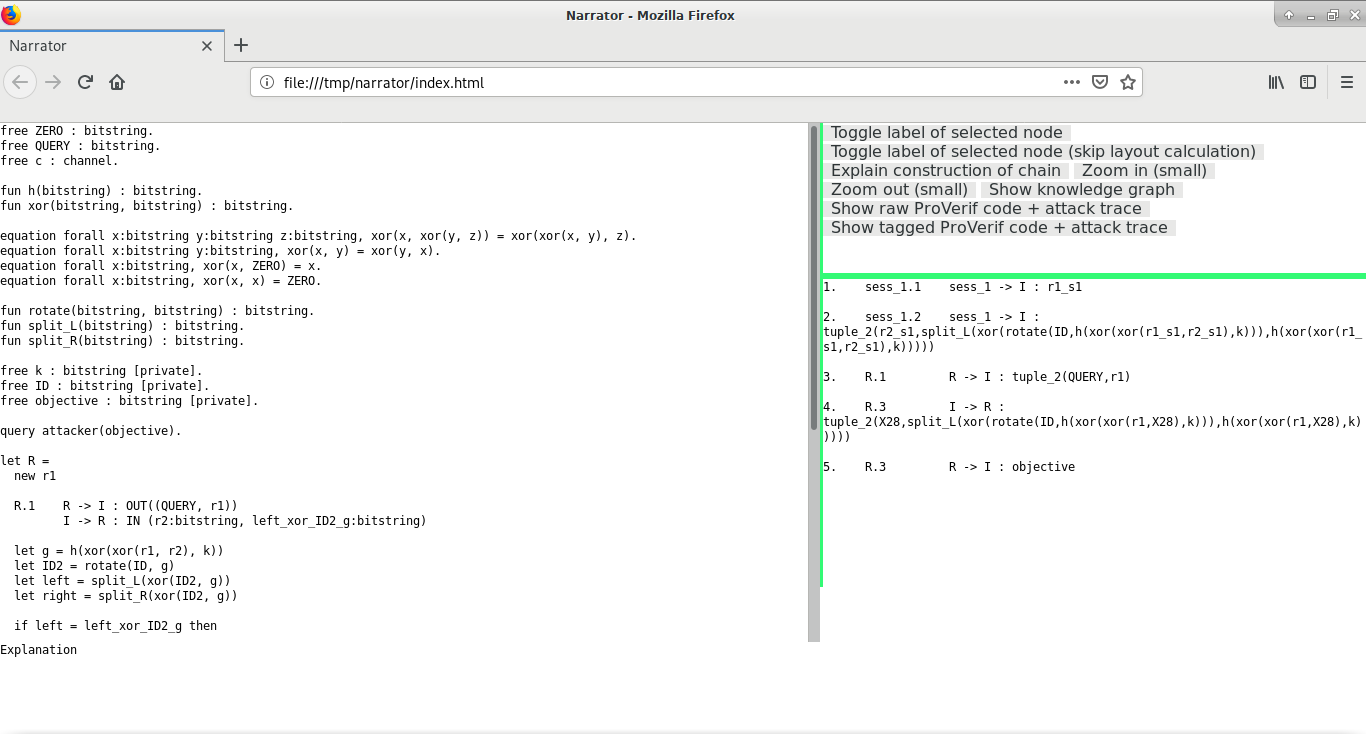 Narrator - Mozilla Firefox
Narrator
file:///tmp/narrator/index.html
free ZERO : bitstring.
free QUERY : bitstring.
free c : channel.
fun h(bitstring) : bitstring.
fun xor(bitstring, bitstring) : bitstring.
equation forall x:bitstring y:bitstring z:bitstring, xor(x, xor(y, z)) = xor(xor(x, y), z).
equation forall x:bitstring y:bitstring, xor(x, y) = xor(y, x).
equation forall x:bitstring, xor(x, ZERO) = x.
equation forall x:bitstring, xor(x, x) = ZERO.
fun rotate(bitstring, bitstring) : bitstring.
fun split_L(bitstring) : bitstring.
fun split_R(bitstring) : bitstring.
free k : bitstring [private].
free ID : bitstring [private].
free objective : bitstring [private].
query attacker(objective).
let R =
  new r1
  R.1    R -> I : OUT((QUERY, r1))
         I -> R : IN (r2:bitstring, left_xor_ID2_g:bitstring)
  let g = h(xor(xor(r1, r2), k))
  let ID2 = rotate(ID, g)
  let left = split_L(xor(ID2, g))
  let right = split_R(xor(ID2, g))
  if left = left_xor_ID2_g then
Explanation
Toggle label of selected node
Toggle label of selected node (skip layout calculation)
Explain construction of chain Zoom in (small)
Zoom out (small) Show knowledge graph
Show raw ProVerif code + attack trace
Show tagged ProVerif code + attack trace
1.    sess_1.1    sess_1 -> I : r1_s1
2.    sess_1.2    sess_1 -> I :
tuple_2(r2_s1,split_L(xor(rotate(ID,h(xor(xor(r1_s1,r2_s1),k))),h(xor(xor(r1_
s1,r2_s1),k)))))
3.    R.1         R -> I : tuple_2(QUERY,r1)
4.    R.3         I -> R :
tuple_2(X28,split_L(xor(rotate(ID,h(xor(xor(r1,X28),k))),h(xor(xor(r1,X28),k)
))))
5.    R.3         R -> I : objective